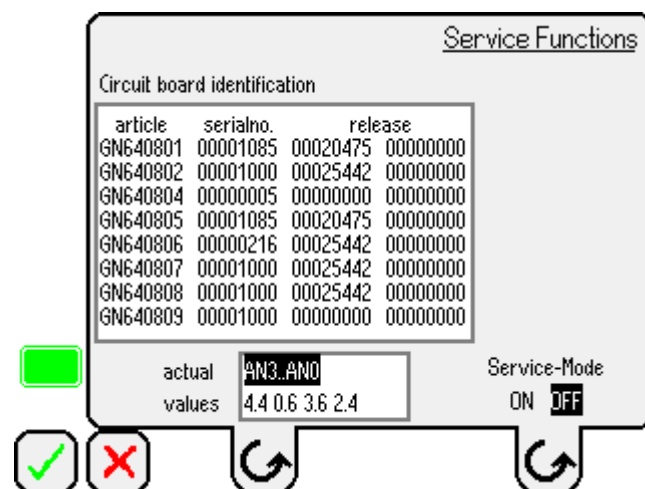 Service Functions
Circuit board identification
article serialno. release
GN640801 00001085 00020475 00000000
GN640802 00001000 00025442 00000000
GN640804 00000005 00000000 00000000
GN640805 00001085 00020475 00000000
GN640806 00000216 00025442 00000000
GN640807 00001000 00025442 00000000
GN640808 00001000 00025442 00000000
GN640809 00001000 00000000 00000000
actual AN3..AN0 Service-Mode
values 4.4 0.6 3.6 2.4 ON OFF